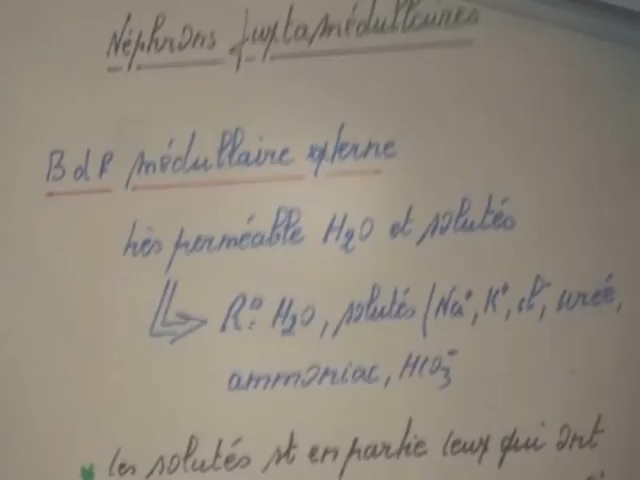 Néphrons juxtamédullaires
BdP médullaire externe
très perméable H₂O et solutés
R° : H₂O, solutés (Na⁺, K⁺, Cl⁻, urée,
ammoniac, HCO₃⁻
les solutés st en partie ceux qui ont